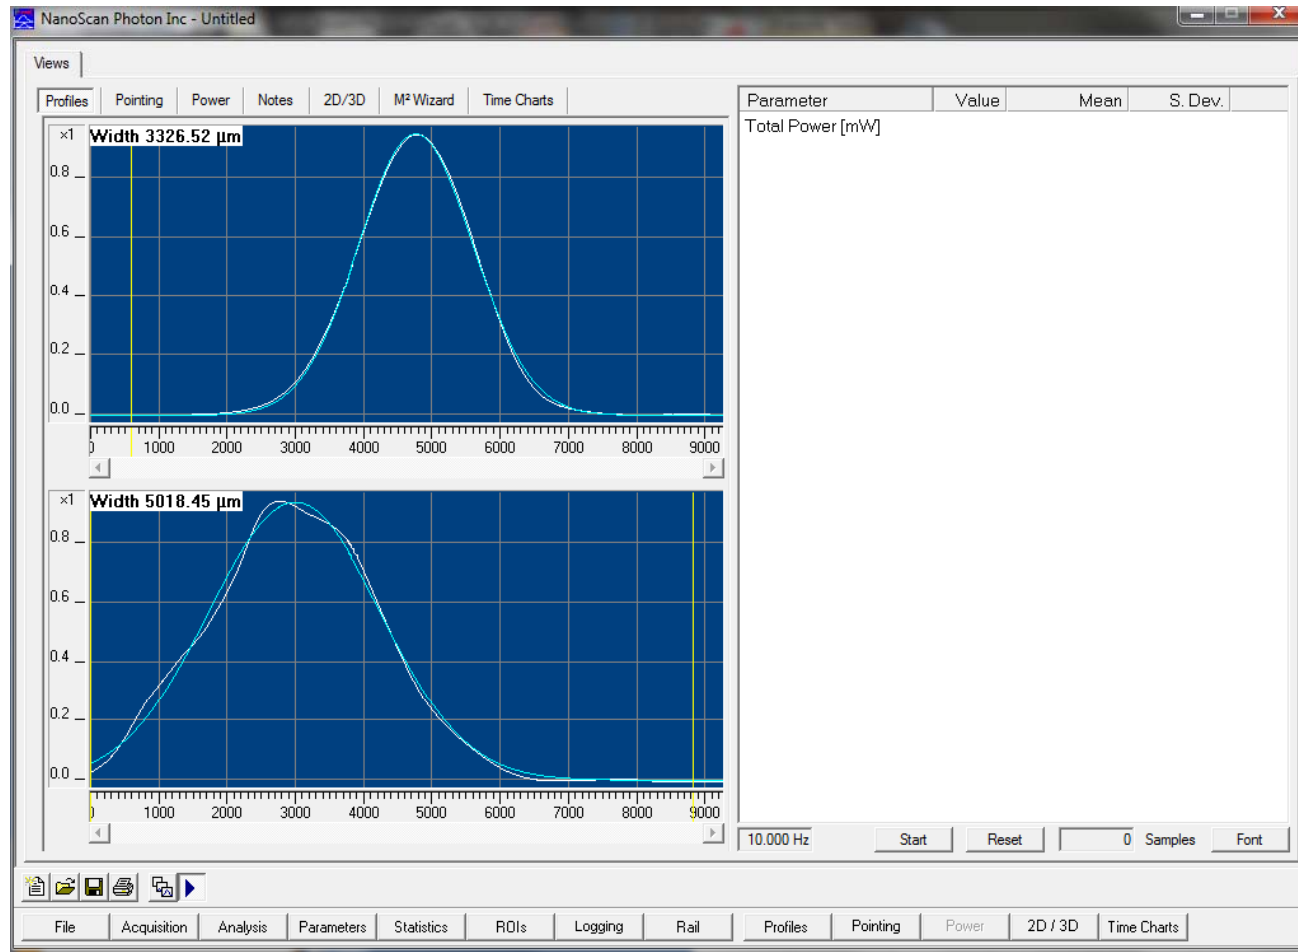 NanoScan Photon Inc - Untitled
Views
Profiles Pointing Power Notes 2D/3D M² Wizard Time Charts
Parameter Value Mean S. Dev.
Total Power [mW]
×1 Width 3326.52 µm
0.8
0.6
0.4
0.2
0.0
0 1000 2000 3000 4000 5000 6000 7000 8000 9000
×1 Width 5018.45 µm
0.8
0.6
0.4
0.2
0.0
1000 2000 3000 4000 5000 6000 7000 8000 9000
10.000 Hz Start Reset 0 Samples Font
File Acquisition Analysis Parameters Statistics ROIs Logging Rail Profiles Pointing Power 2D / 3D Time Charts